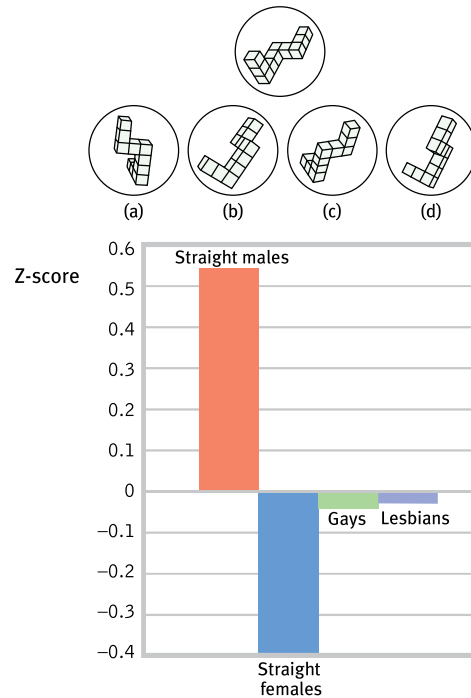 (a) (b) (c) (d)
Z-score
0.6
Straight males
0.5
0.4
0.3
0.2
0.1
0
Gays Lesbians
−0.1
−0.2
−0.3
−0.4
Straight
females